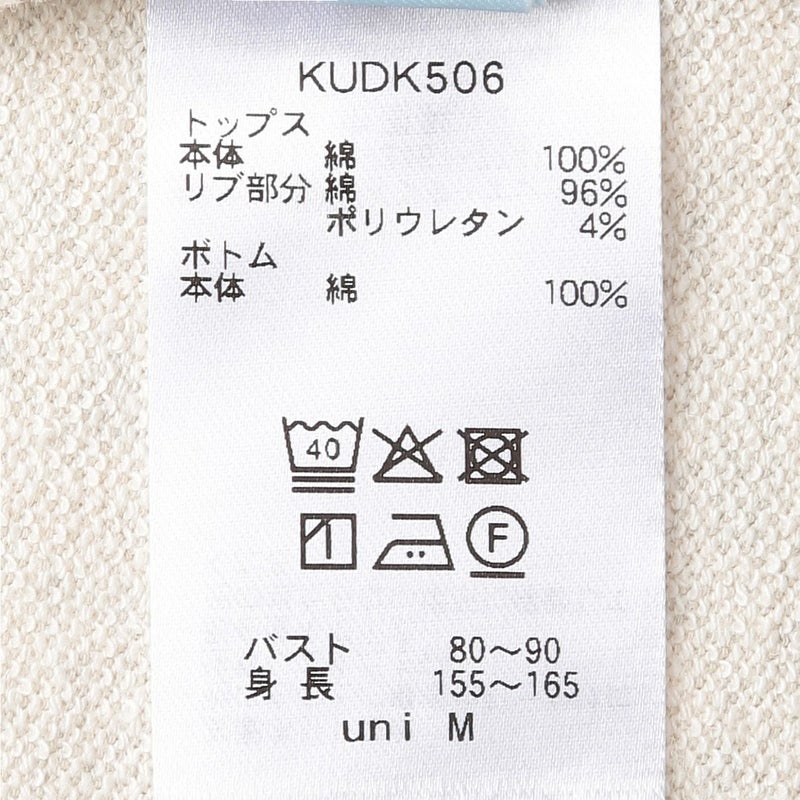 KUDK506
トップス
本体 綿 100%
リブ部分 綿 96%
ポリウレタン 4%
ボトム
本体 綿 100%
40
F
バスト 80～90
身長 155～165
uni M